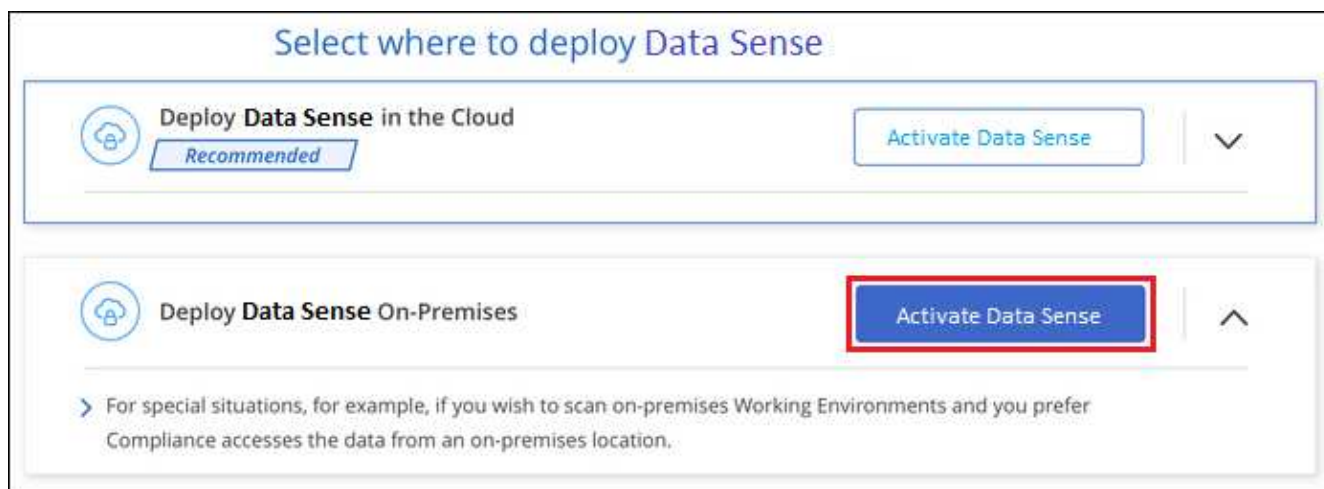 Select where to deploy Data Sense
Deploy Data Sense in the Cloud
Recommended
Activate Data Sense
Deploy Data Sense On-Premises
Activate Data Sense
For special situations, for example, if you wish to scan on-premises Working Environments and you prefer
Compliance accesses the data from an on-premises location.